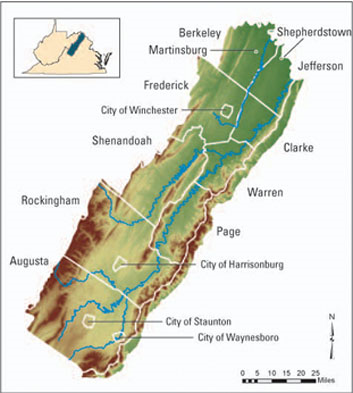 Berkeley
Shepherdstown
Martinsburg
Jefferson
Frederick
City of Winchester
Shenandoah
Clarke
Warren
Rockingham
Page
Augusta
City of Harrisonburg
City of Staunton
City of Waynesboro
N
0 5 10 15 20 25
Miles